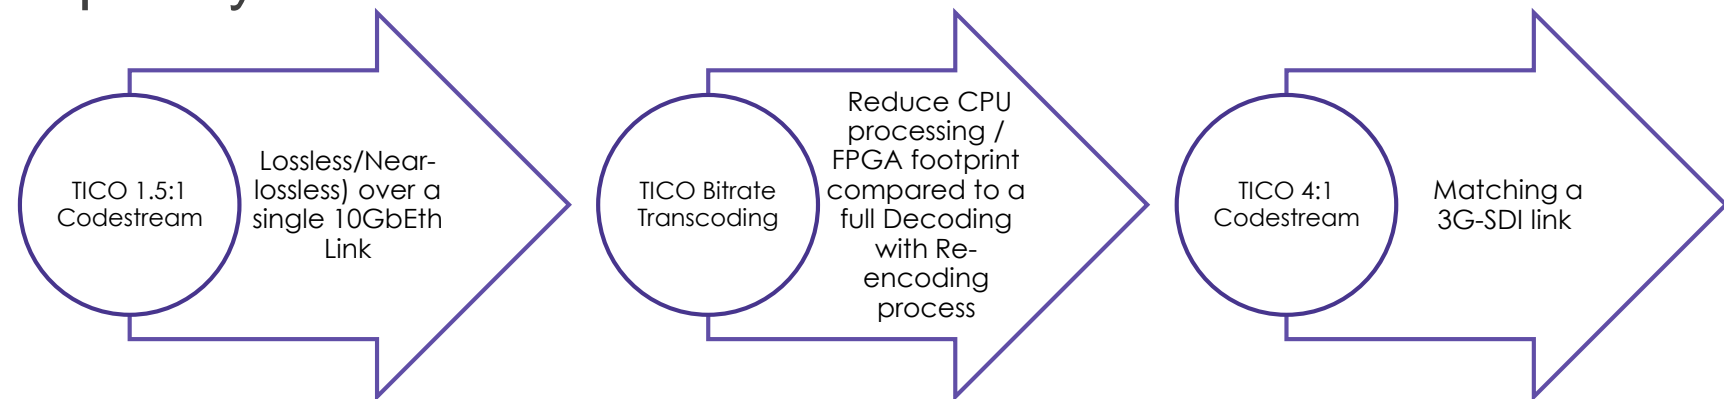 TICO 1.5:1
Codestream
Lossless/Near-
lossless) over a
single 10GbEth
Link
TICO Bitrate
Transcoding
Reduce CPU
processing /
FPGA footprint
compared to a
full Decoding
with Re-
encoding
process
TICO 4:1
Codestream
Matching a
3G-SDI link